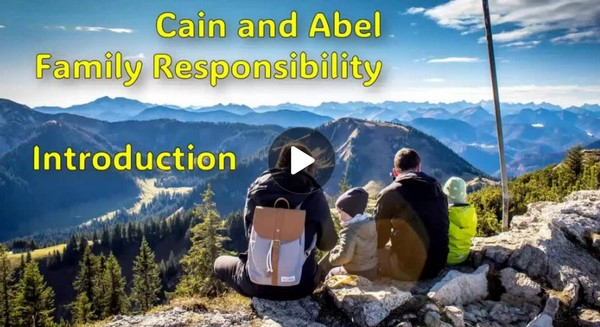 Cain and Abel
Family Responsibility
Introduction